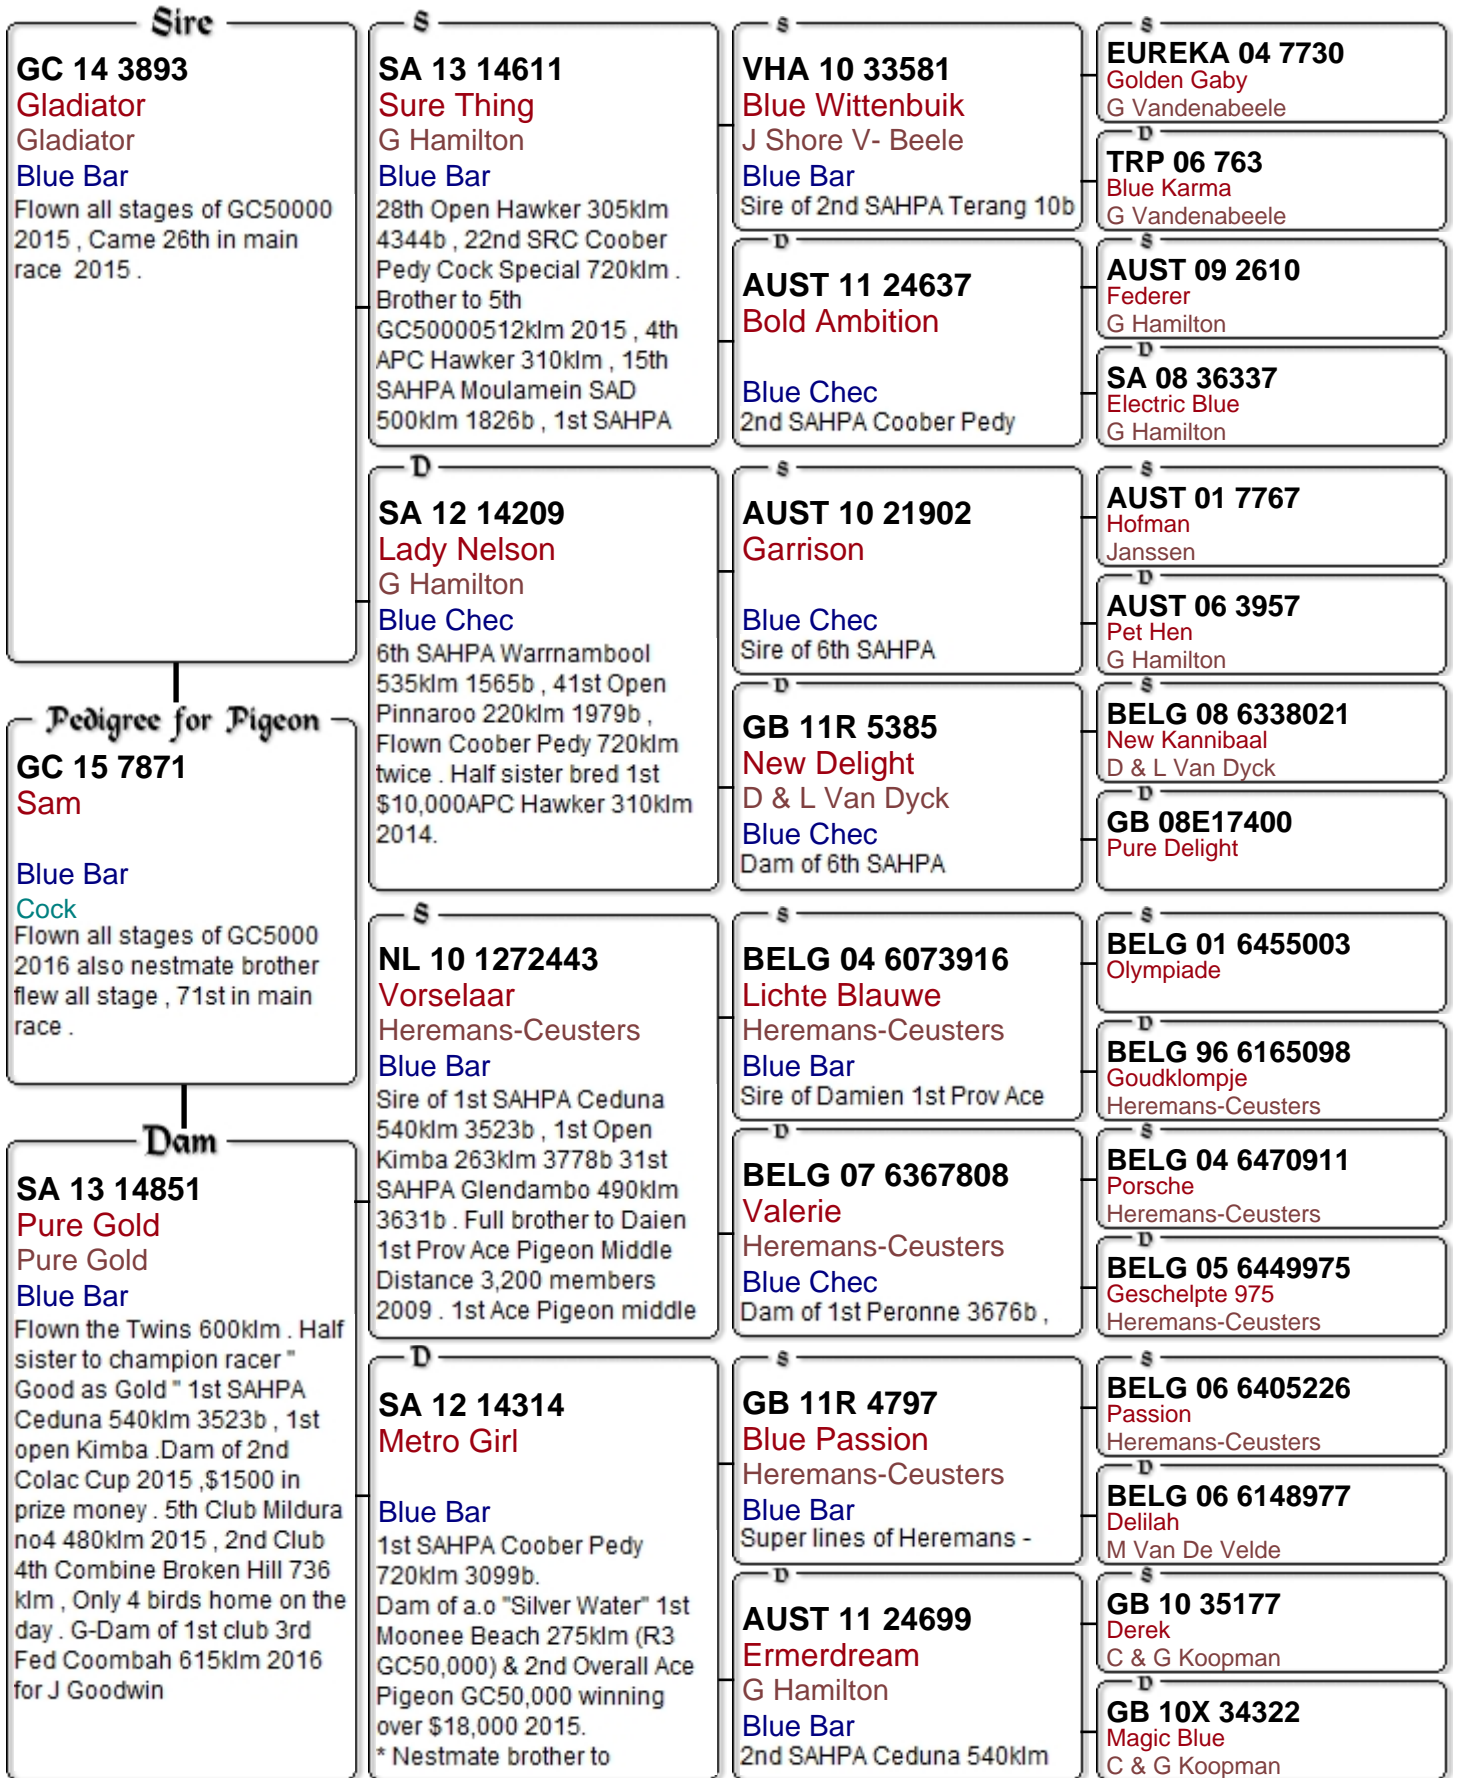 Sire
GC 14 3893
Gladiator
Gladiator
Blue Bar
Flown all stages of GC50000
2015 , Came 26th in main
race 2015 .
Pedigree for Pigeon
GC 15 7871
Sam
Blue Bar
Cock
Flown all stages of GC5000
2016 also nestmate brother
flew all stage , 71st in main
race .
Dam
SA 13 14851
Pure Gold
Pure Gold
Blue Bar
Flown the Twins 600klm . Half
sister to champion racer "
Good as Gold " 1st SAHPA
Ceduna 540klm 3523b , 1st
open Kimba .Dam of 2nd
Colac Cup 2015 ,$1500 in
prize money . 5th Club Mildura
no4 480klm 2015 , 2nd Club
4th Combine Broken Hill 736
klm , Only 4 birds home on the
day . G-Dam of 1st club 3rd
Fed Coombah 615klm 2016
for J Goodwin
S
SA 13 14611
Sure Thing
G Hamilton
Blue Bar
28th Open Hawker 305klm
4344b , 22nd SRC Coober
Pedy Cock Special 720klm .
Brother to 5th
GC50000512klm 2015 , 4th
APC Hawker 310klm , 15th
SAHPA Moulamein SAD
500klm 1826b , 1st SAHPA
D
SA 12 14209
Lady Nelson
G Hamilton
Blue Chec
6th SAHPA Warrnambool
535klm 1565b , 41st Open
Pinnaroo 220klm 1979b ,
Flown Coober Pedy 720klm
twice . Half sister bred 1st
$10,000APC Hawker 310klm
2014.
S
NL 10 1272443
Vorselaar
Heremans-Ceusters
Blue Bar
Sire of 1st SAHPA Ceduna
540klm 3523b , 1st Open
Kimba 263klm 3778b 31st
SAHPA Glendambo 490klm
3631b . Full brother to Daien
1st Prov Ace Pigeon Middle
Distance 3,200 members
2009 . 1st Ace Pigeon middle
D
SA 12 14314
Metro Girl
Blue Bar
1st SAHPA Coober Pedy
720klm 3099b.
Dam of a.o "Silver Water" 1st
Moonee Beach 275klm (R3
GC50,000) & 2nd Overall Ace
Pigeon GC50,000 winning
over $18,000 2015.
* Nestmate brother to
S
VHA 10 33581
Blue Wittenbuik
J Shore V- Beele
Blue Bar
Sire of 2nd SAHPA Terang 10b
D
AUST 11 24637
Bold Ambition
Blue Chec
2nd SAHPA Coober Pedy
S
AUST 10 21902
Garrison
Blue Chec
Sire of 6th SAHPA
D
GB 11R 5385
New Delight
D & L Van Dyck
Blue Chec
Dam of 6th SAHPA
S
BELG 04 6073916
Lichte Blauwe
Heremans-Ceusters
Blue Bar
Sire of Damien 1st Prov Ace
D
BELG 07 6367808
Valerie
Heremans-Ceusters
Blue Chec
Dam of 1st Peronne 3676b ,
S
GB 11R 4797
Blue Passion
Heremans-Ceusters
Blue Bar
Super lines of Heremans -
D
AUST 11 24699
Ermerdream
G Hamilton
Blue Bar
2nd SAHPA Ceduna 540klm
S
EUREKA 04 7730
Golden Gaby
G Vandenabeele
D
TRP 06 763
Blue Karma
G Vandenabeele
S
AUST 09 2610
Federer
G Hamilton
D
SA 08 36337
Electric Blue
G Hamilton
S
AUST 01 7767
Hofman
Janssen
D
AUST 06 3957
Pet Hen
G Hamilton
S
BELG 08 6338021
New Kannibaal
D & L Van Dyck
D
GB 08E17400
Pure Delight
S
BELG 01 6455003
Olympiade
D
BELG 96 6165098
Goudklompje
Heremans-Ceusters
S
BELG 04 6470911
Porsche
Heremans-Ceusters
D
BELG 05 6449975
Geschelpte 975
Heremans-Ceusters
S
BELG 06 6405226
Passion
Heremans-Ceusters
D
BELG 06 6148977
Delilah
M Van De Velde
S
GB 10 35177
Derek
C & G Koopman
D
GB 10X 34322
Magic Blue
C & G Koopman